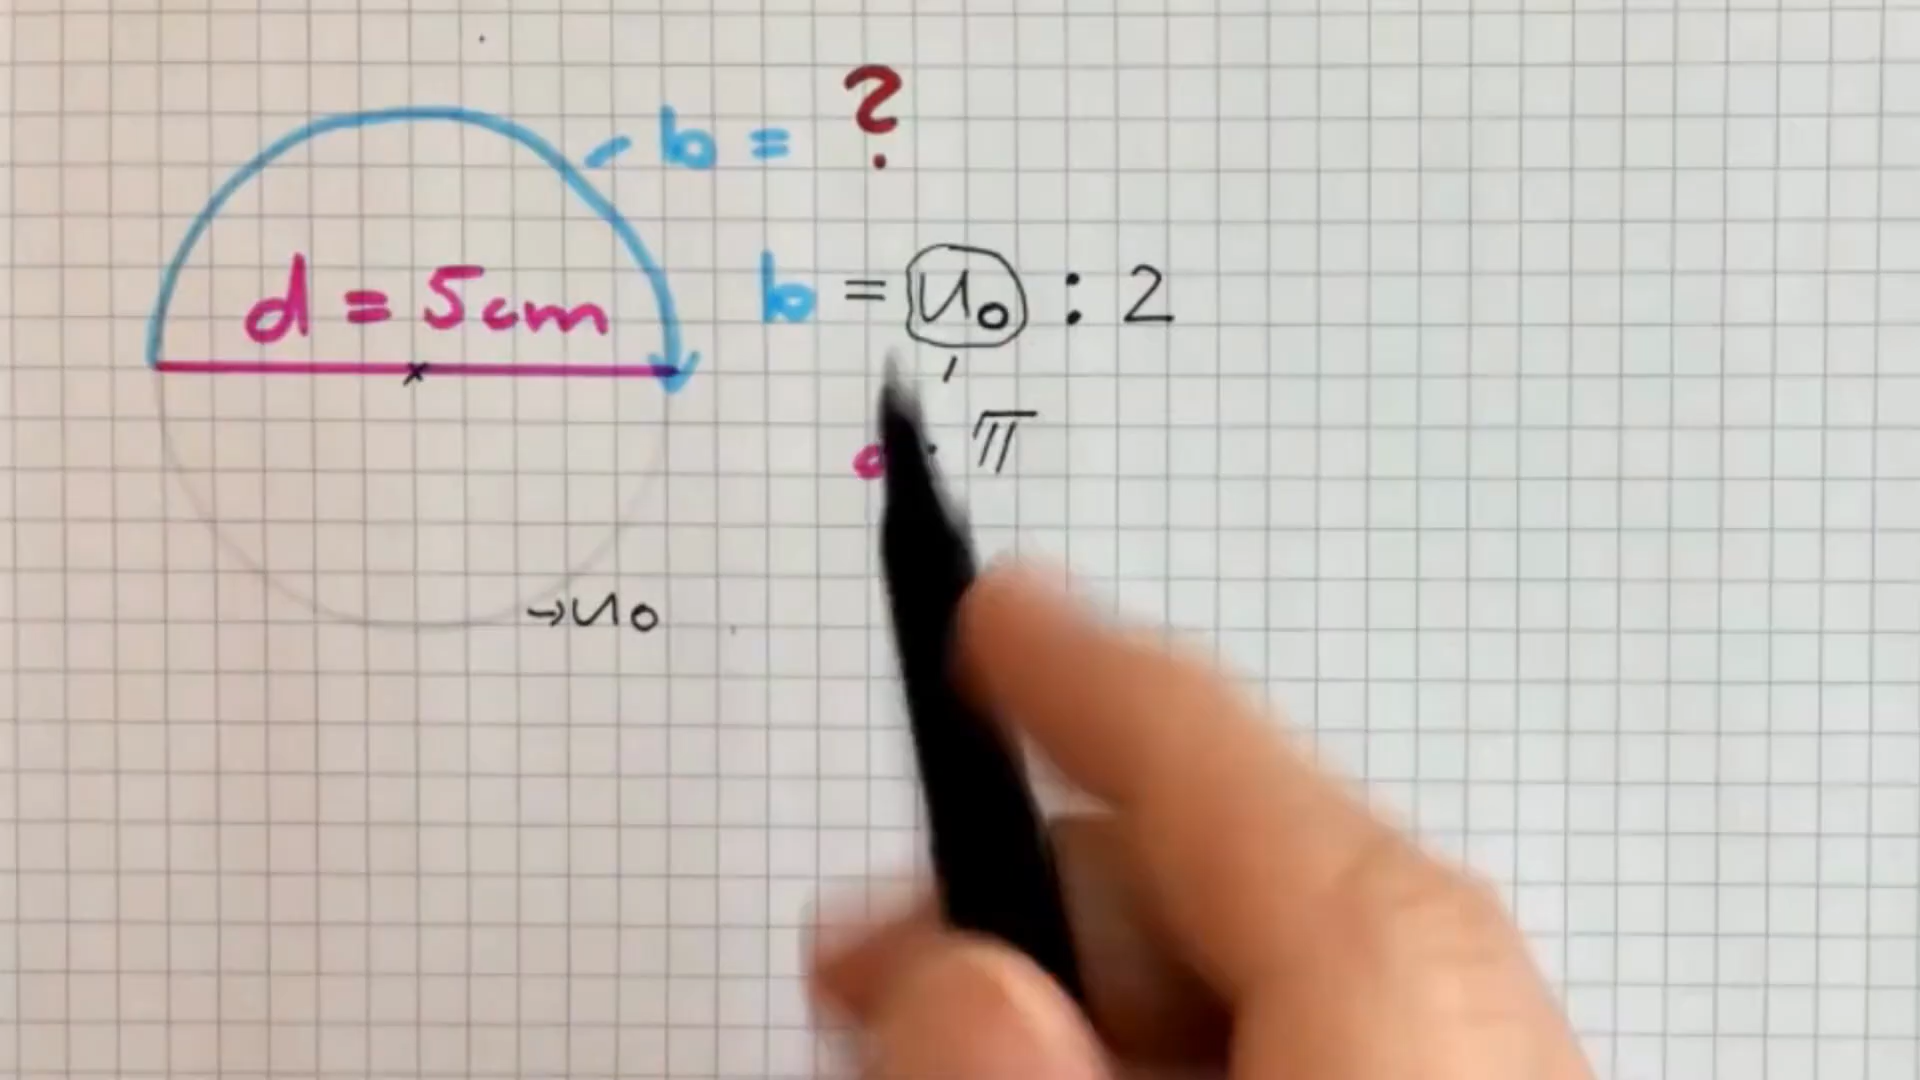 b = ?
d = 5cm
b = u₀ : 2
d · π
→u₀